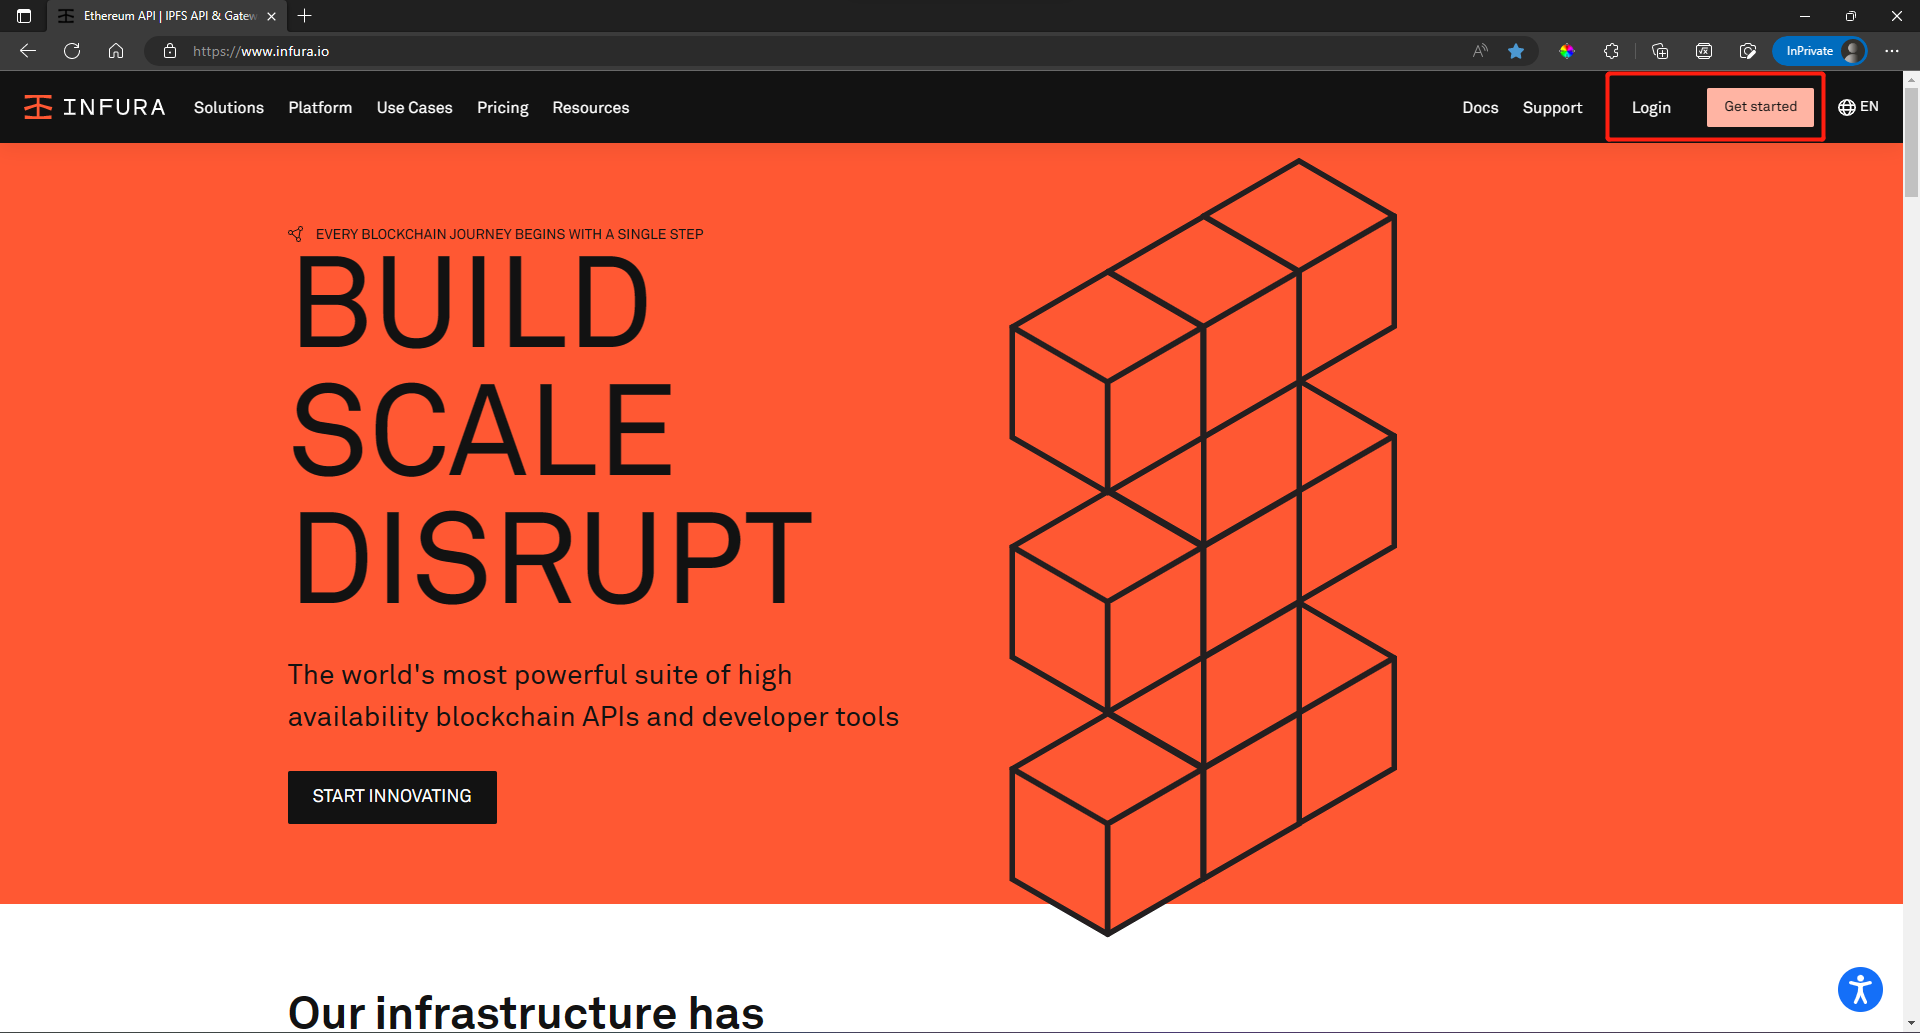 Ethereum API | IPFS API & Gatew
https://www.infura.io
InPrivate
INFURA
Solutions
Platform
Use Cases
Pricing
Resources
Docs
Support
Login
Get started
EN
EVERY BLOCKCHAIN JOURNEY BEGINS WITH A SINGLE STEP
BUILD
SCALE
DISRUPT
The world's most powerful suite of high
availability blockchain APIs and developer tools
START INNOVATING
Our infrastructure has